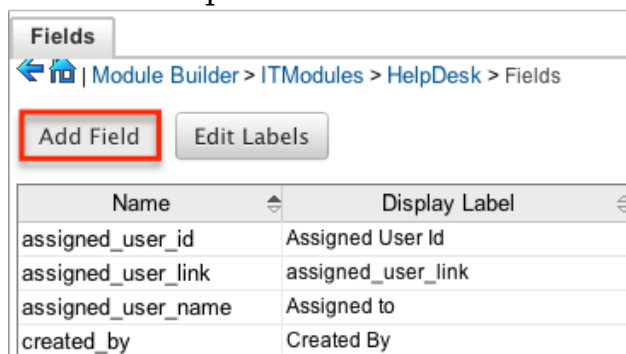 Fields
| Module Builder > ITModules > HelpDesk > Fields
Add Field Edit Labels
Name Display Label
assigned_user_id Assigned User Id
assigned_user_link assigned_user_link
assigned_user_name Assigned to
created_by Created By